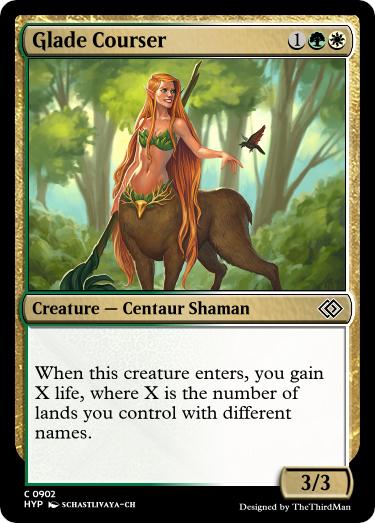 Glade Courser 1
Creature — Centaur Shaman
When this creature enters, you gain
X life, where X is the number of
lands you control with different
names.
3/3
C 0902
HYP SCHASTLIVAYA-CH
Designed by TheThirdMan